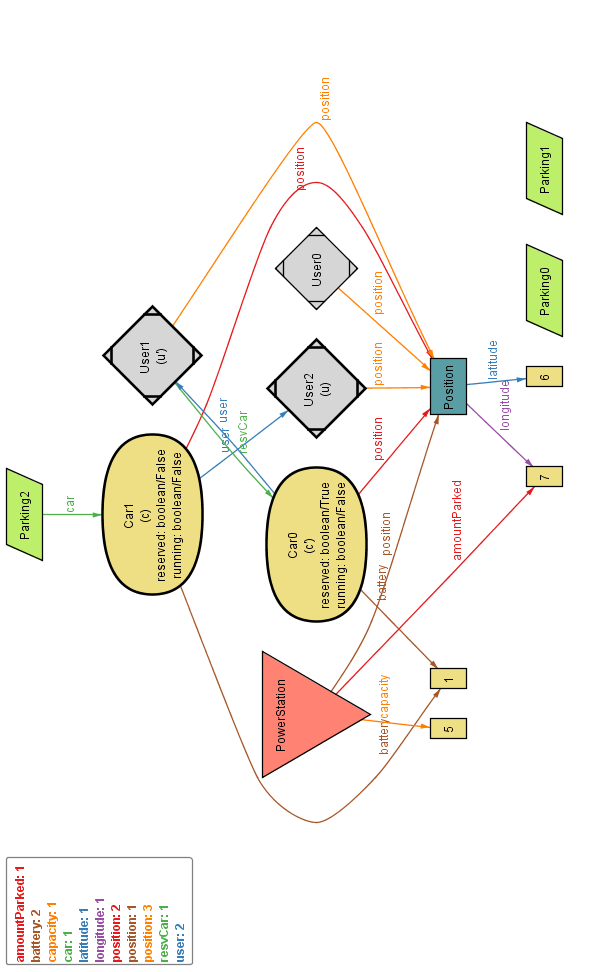 Parking2
car
Car1
(c)
reserved: boolean/False
running: boolean/False
User1
(u')
user
user
resvCar
position
position
User0
User2
(u)
Car0
(c')
reserved: boolean/True
running: boolean/False
PowerStation
position
position
position
position
battery
battery
capacity
amountParked
Position
latitude
longitude
1
5
6
7
Parking0
Parking1
amountParked: 1
battery: 2
capacity: 1
car: 1
latitude: 1
longitude: 1
position: 2
position: 1
position: 3
resvCar: 1
user: 2